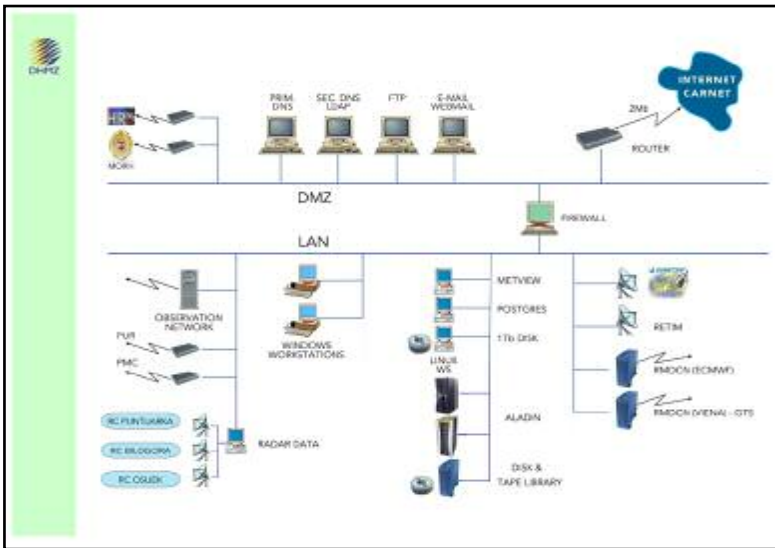 DHMZ
INTERNET
CARNET
PRIM.
DNS
SEC. DNS
LDAP
FTP
E-MAIL
WEBMAIL
2Mb
HRT
MORH
ROUTER
DMZ
FIREWALL
LAN
METVIEW
OBSERVATION
NETWORK
POSTGRES
RETIM
PUR
WINDOWS
WORKSTATIONS
1Tb DISK
LINUX
WS
PMC
RMDCN (ECMWF)
RMDCN (VIENA) - GTS
RC PUNTIJARKA
ALADIN
RADAR DATA
RC BILOGORA
RC OSIJEK
DISK &
TAPE LIBRARY